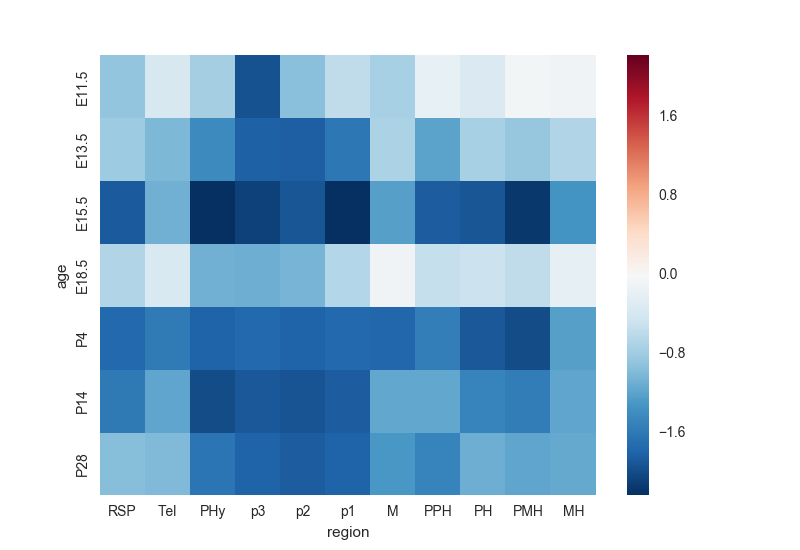 E11.5
E13.5
E15.5
E18.5
P4
P14
P28
age
RSP Tel PHy p3 p2 p1 M PPH PH PMH MH
region
1.6
0.8
0.0
−0.8
−1.6